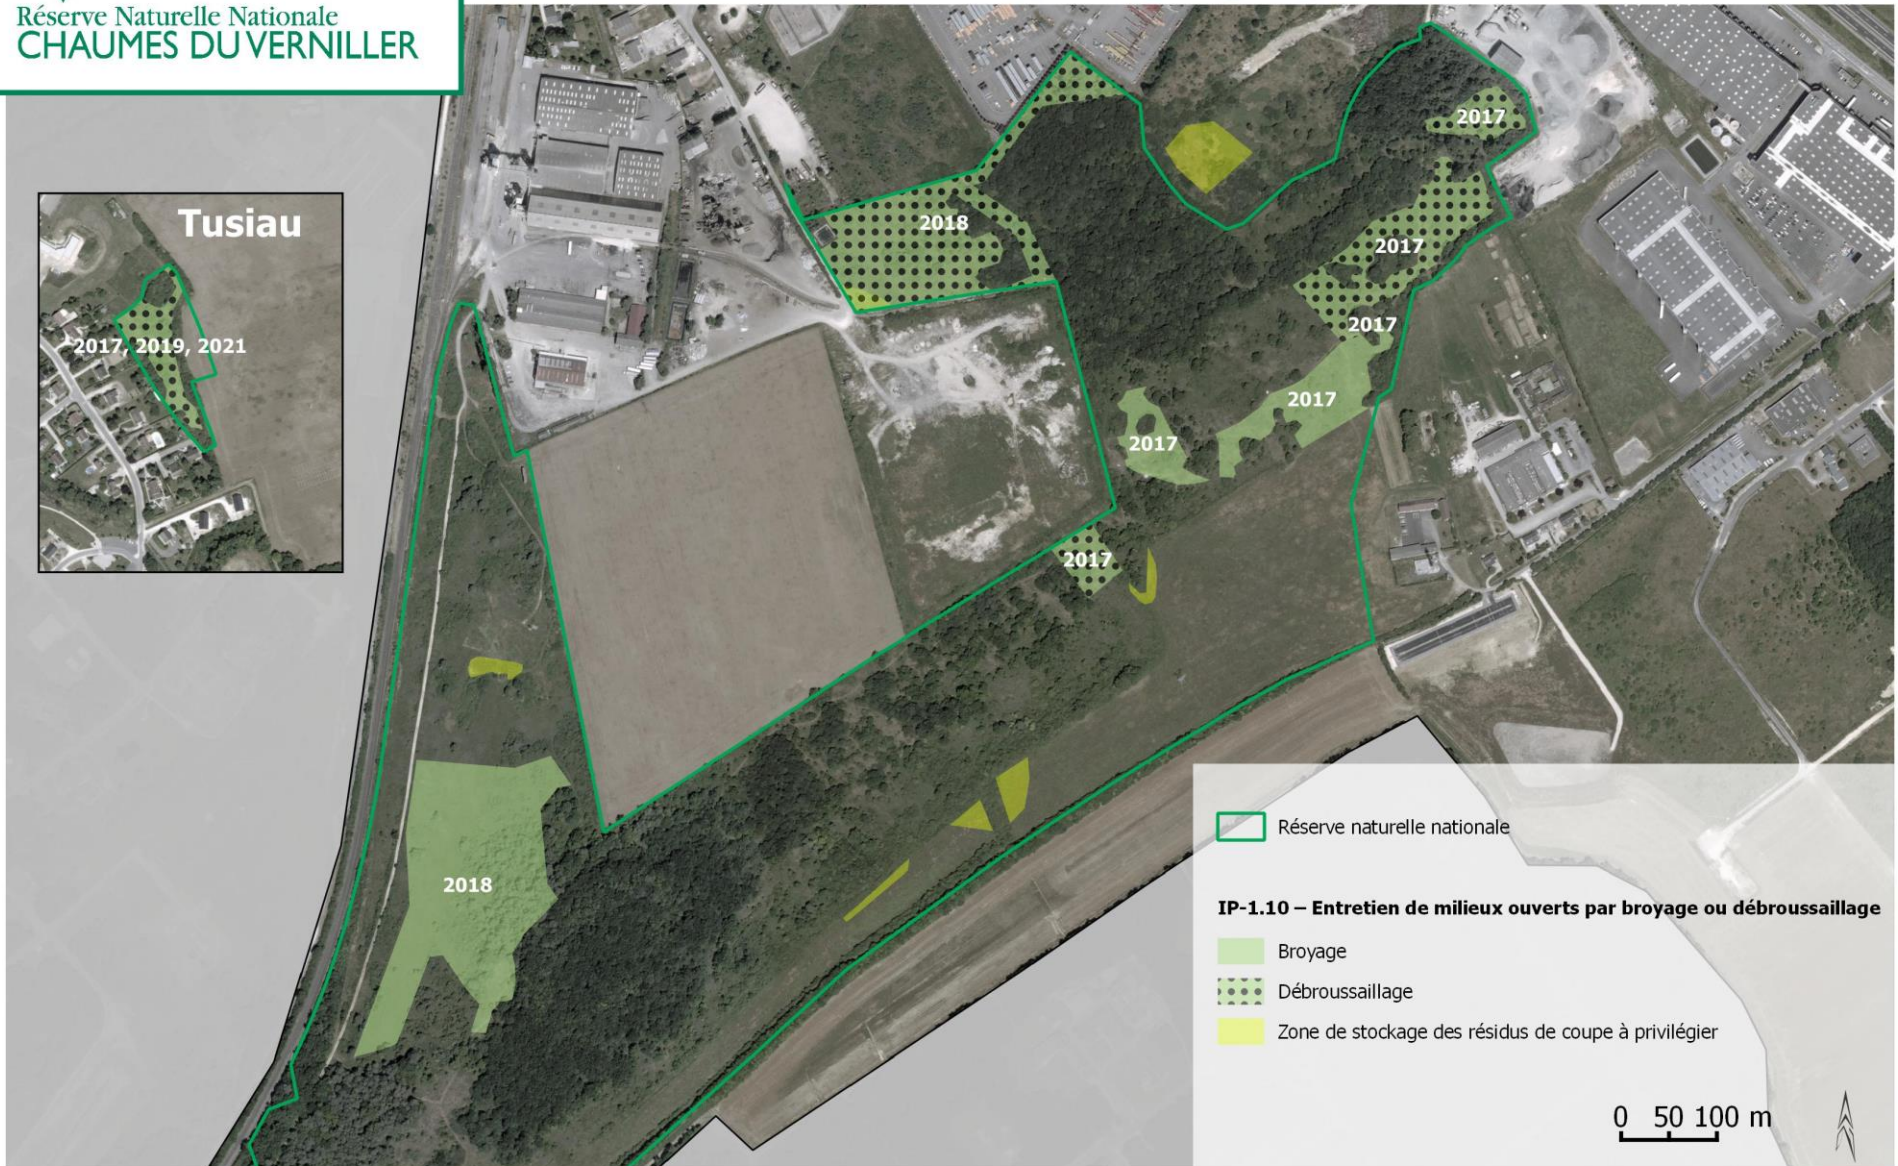 Réserve Naturelle Nationale
CHAUMES DU VERNILLER
Tusiau
2017, 2019, 2021
2017
2018
2017
2017
2017
2017
2017
2018
Réserve naturelle nationale
IP-1.10 – Entretien de milieux ouverts par broyage ou débroussaillage
Broyage
Débroussaillage
Zone de stockage des résidus de coupe à privilégier
0 50 100 m